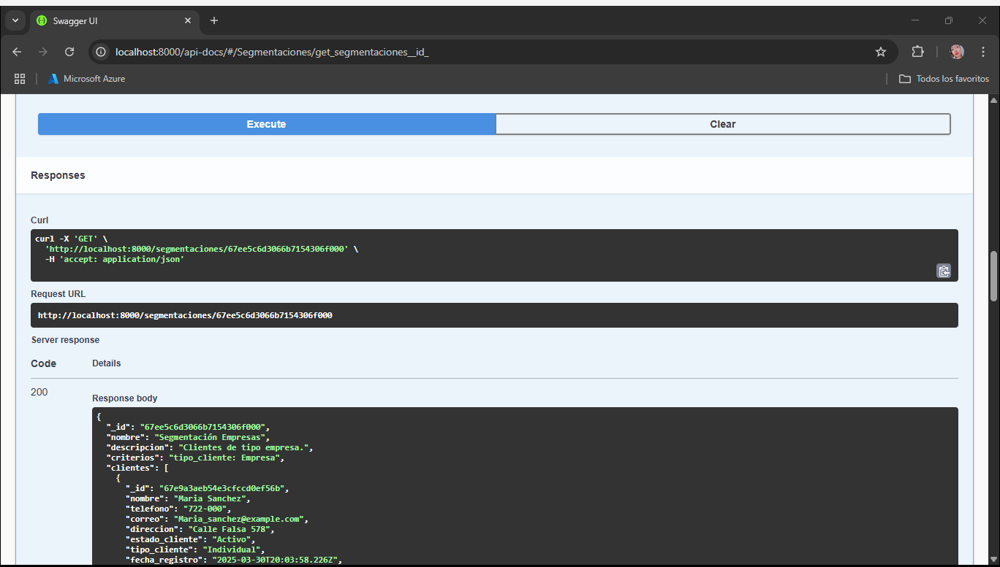 Swagger UI
localhost:8000/api-docs/#/Segmentaciones/get_segmentaciones__id_
Microsoft Azure
Todos los favoritos
Execute
Clear
Responses
Curl
curl -X 'GET' \
'http://localhost:8000/segmentaciones/67ee5c6d3066b7154306f000' \
-H 'accept: application/json'
Request URL
http://localhost:8000/segmentaciones/67ee5c6d3066b7154306f000
Server response
Code Details
200
Response body
{
"_id": "67ee5c6d3066b7154306f000",
"nombre": "Segmentación Empresas",
"descripcion": "Clientes de tipo empresa.",
"criterios": "tipo_cliente: Empresa",
"clientes": [
{
"_id": "67e9a3aeb54e3cfccd0ef56b",
"nombre": "Maria Sanchez",
"telefono": "722-000",
"correo": "Maria_sanchez@example.com",
"direccion": "Calle Falsa 578",
"estado_cliente": "Activo",
"tipo_cliente": "Individual",
"fecha_registro": "2025-03-30T20:03:58.226Z",